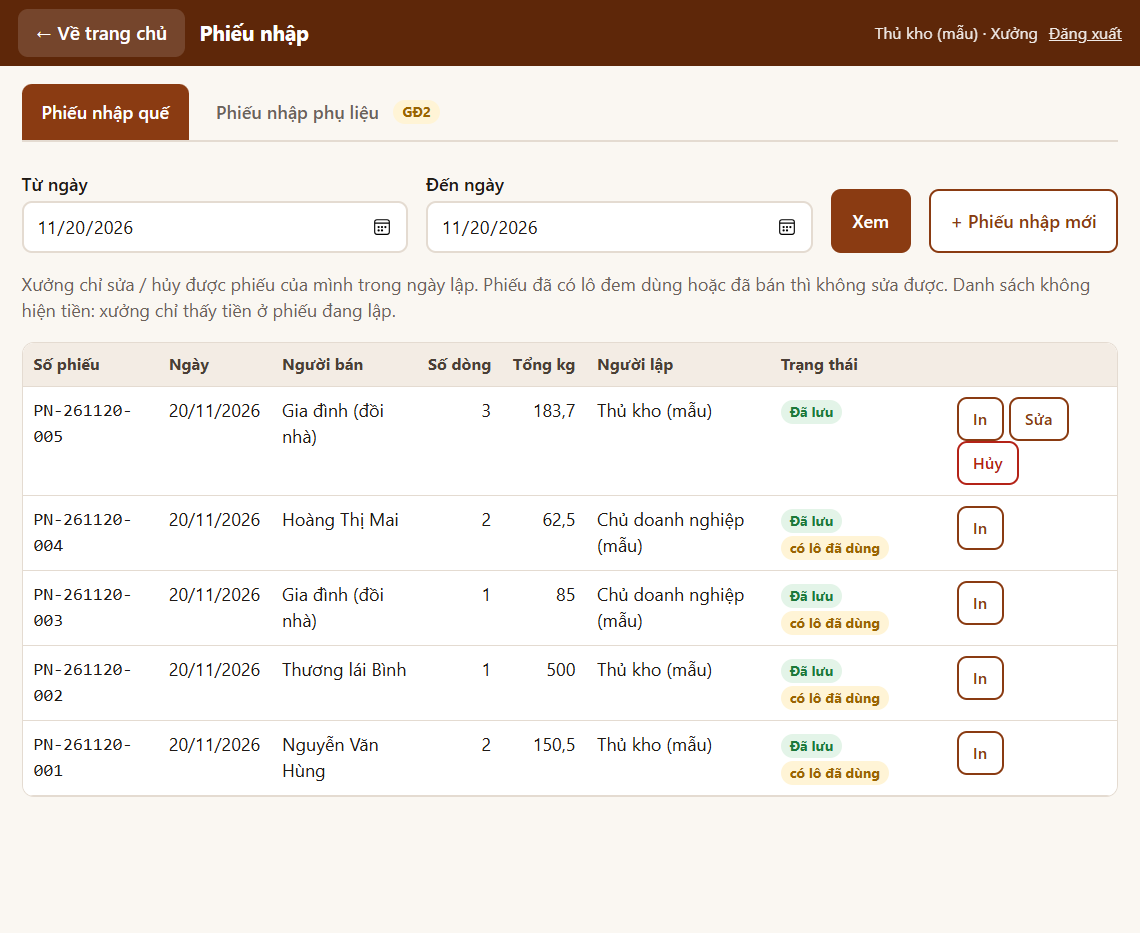 ← Về trang chủ Phiếu nhập Thủ kho (mẫu) · Xưởng Đăng xuất
Phiếu nhập quế Phiếu nhập phụ liệu GĐ2
Từ ngày Đến ngày
11/20/2026 11/20/2026 Xem + Phiếu nhập mới
Xưởng chỉ sửa / hủy được phiếu của mình trong ngày lập. Phiếu đã có lô đem dùng hoặc đã bán thì không sửa được. Danh sách không
hiện tiền: xưởng chỉ thấy tiền ở phiếu đang lập.
Số phiếu Ngày Người bán Số dòng Tổng kg Người lập Trạng thái
PN-261120- 20/11/2026 Gia đình (đồi 3 183,7 Thủ kho (mẫu) Đã lưu In Sửa
005 nhà)
Hủy
PN-261120- 20/11/2026 Hoàng Thị Mai 2 62,5 Chủ doanh nghiệp Đã lưu In
004 (mẫu) có lô đã dùng
PN-261120- 20/11/2026 Gia đình (đồi 1 85 Chủ doanh nghiệp Đã lưu In
003 nhà) (mẫu) có lô đã dùng
PN-261120- 20/11/2026 Thương lái Bình 1 500 Thủ kho (mẫu) Đã lưu In
002 có lô đã dùng
PN-261120- 20/11/2026 Nguyễn Văn 2 150,5 Thủ kho (mẫu) Đã lưu In
001 Hùng có lô đã dùng